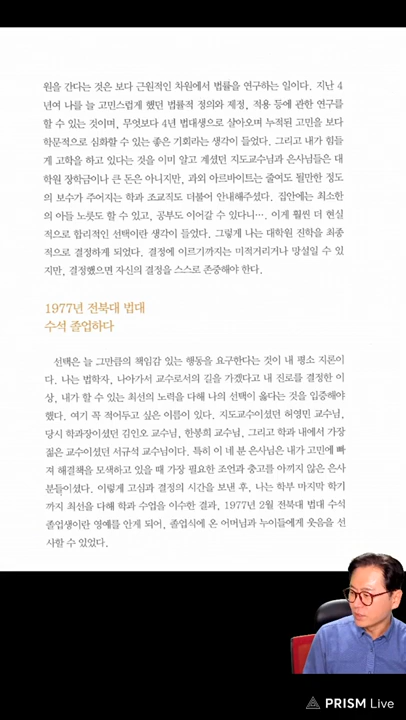 원을 간다는 것은 보다 근원적인 차원에서 법률을 연구하는 일이다. 지난 4
년여 나를 늘 고민스럽게 했던 법률적 정의와 제정, 적용 등에 관한 연구를
할 수 있는 것이며, 무엇보다 4년 법대생으로 살아오며 누적된 고민을 보다
학문적으로 심화할 수 있는 좋은 기회라는 생각이 들었다. 그리고 내가 힘들
게 고학을 하고 있다는 것을 이미 알고 계셨던 지도교수님과 은사님들은 대
학원 장학금이나 큰 돈은 아니지만, 과외 아르바이트는 줄여도 될만한 정도
의 보수가 주어지는 학과 조교직도 더불어 안내해주셨다. 집안에는 최소한
의 아들 노릇도 할 수 있고, 공부도 이어갈 수 있다니…. 이게 훨씬 더 현실
적으로 합리적인 선택이란 생각이 들었다. 그렇게 나는 대학원 진학을 최종
적으로 결정하게 되었다. 결정에 이르기까지는 미적거리거나 망설일 수 있
지만, 결정했으면 자신의 결정을 스스로 존중해야 한다.
1977년 전북대 법대
수석 졸업하다
선택은 늘 그만큼의 책임감 있는 행동을 요구한다는 것이 내 평소 지론이
다. 나는 법학자, 나아가서 교수로서의 길을 가겠다고 내 진로를 결정한 이
상, 내가 할 수 있는 최선의 노력을 다해 나의 선택이 옳다는 것을 입증해야
했다. 여기 꼭 적어두고 싶은 이름이 있다. 지도교수이셨던 허영민 교수님,
당시 학과장이셨던 김인오 교수님, 한봉희 교수님, 그리고 학과 내에서 가장
젊은 교수이셨던 서규석 교수님이다. 특히 이 네 분 은사님은 내가 고민에 빠
져 해결책을 모색하고 있을 때 가장 필요한 조언과 충고를 아끼지 않은 은사
분들이셨다. 이렇게 고심과 결정의 시간을 보낸 후, 나는 학부 마지막 학기
까지 최선을 다해 학과 수업을 이수한 결과, 1977년 2월 전북대 법대 수석
졸업생이란 영예를 안게 되어, 졸업식에 온 어머님과 누이들에게 웃음을 선
사할 수 있었다.
PRISM Live